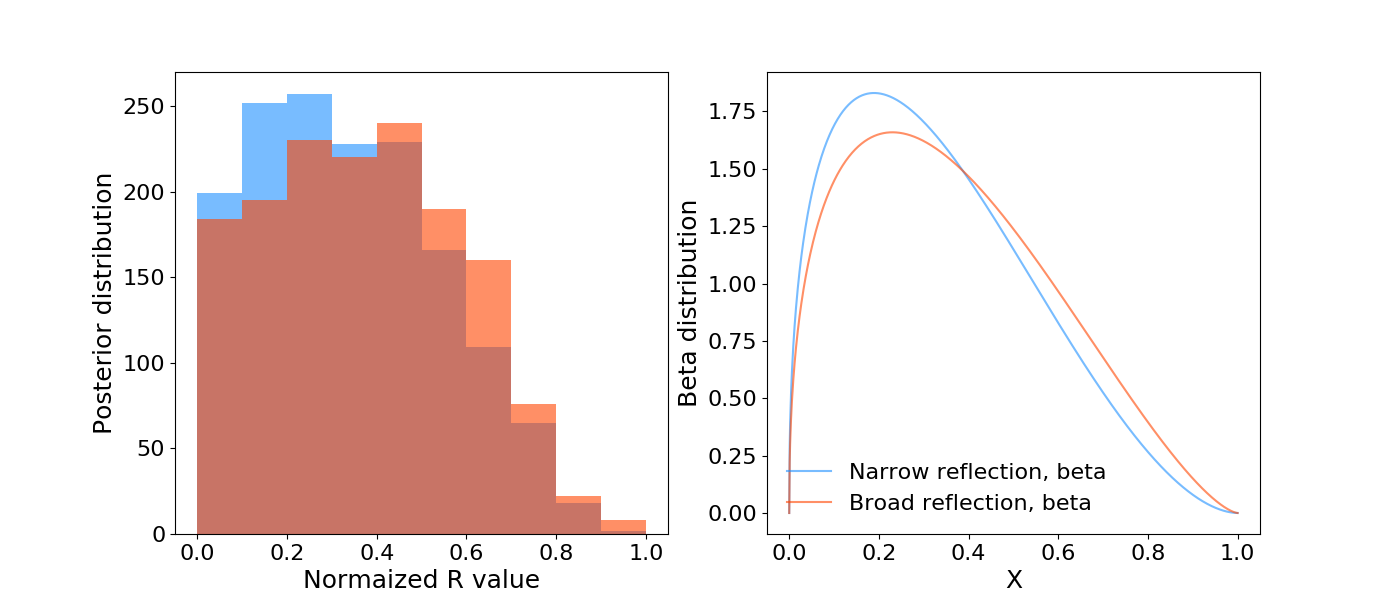 Posterior distribution
250
200
150
100
50
0
0.0 0.2 0.4 0.6 0.8 1.0
Normaized R value
Beta distribution
1.75
1.50
1.25
1.00
0.75
0.50
0.25
0.00
Narrow reflection, beta
Broad reflection, beta
0.0 0.2 0.4 0.6 0.8 1.0
X